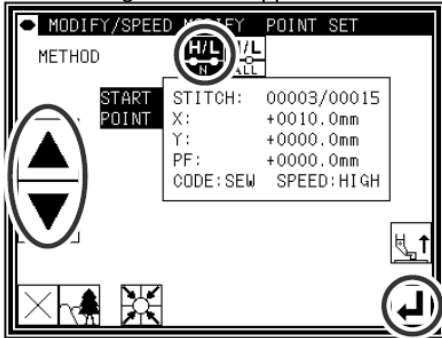 MODIFY/SPEED MODIFY POINT SET
METHOD
H/L
N
H/L
ALL
START
POINT
STITCH: 00003/00015
X: +0010.0mm
Y: +0000.0mm
PF: +0000.0mm
CODE:SEW SPEED:HIGH